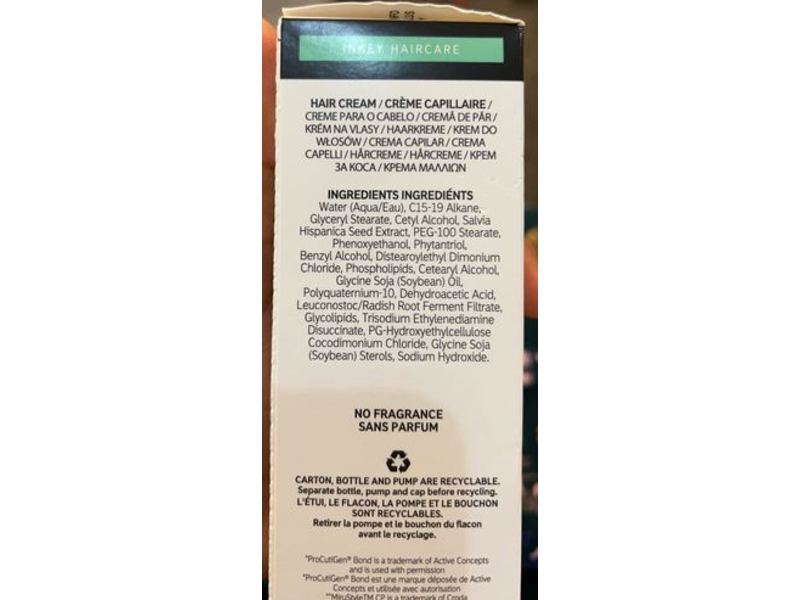 INKEY HAIRCARE
HAIR CREAM / CRÈME CAPILLAIRE /
CREME PARA O CABELO / CREMĂ DE PĂR /
KRÉM NA VLASY / HAARKREME / KREM DO
WŁOSÓW / CREMA CAPILAR / CREMA
CAPELLI / HÅRCREME / HÅRCREME / КРЕМ
ЗА КОСА / ΚΡΕΜΑ ΜΑΛΛΙΩΝ
INGREDIENTS INGREDIÉNTS
Water (Aqua/Eau), C15-19 Alkane,
Glyceryl Stearate, Cetyl Alcohol, Salvia
Hispanica Seed Extract, PEG-100 Stearate,
Phenoxyethanol, Phytantriol,
Benzyl Alcohol, Distearoylethyl Dimonium
Chloride, Phospholipids, Cetearyl Alcohol,
Glycine Soja (Soybean) Oil,
Polyquaternium-10, Dehydroacetic Acid,
Leuconostoc/Radish Root Ferment Filtrate,
Glycolipids, Trisodium Ethylenediamine
Disuccinate, PG-Hydroxyethylcellulose
Cocodimonium Chloride, Glycine Soja
(Soybean) Sterols, Sodium Hydroxide.
NO FRAGRANCE
SANS PARFUM
CARTON, BOTTLE AND PUMP ARE RECYCLABLE.
Separate bottle, pump and cap before recycling.
L'ÉTUI, LE FLACON, LA POMPE ET LE BOUCHON
SONT RECYCLABLES.
Retirer la pompe et le bouchon du flacon
avant le recyclage.
*ProCutiGen® Bond is a trademark of Active Concepts
and is used with permission
*ProCutiGen® Bond est une marque déposée de Active
Concepts et utilisée avec autorisation
**MiruStyleTM CP is a trademark of Croda